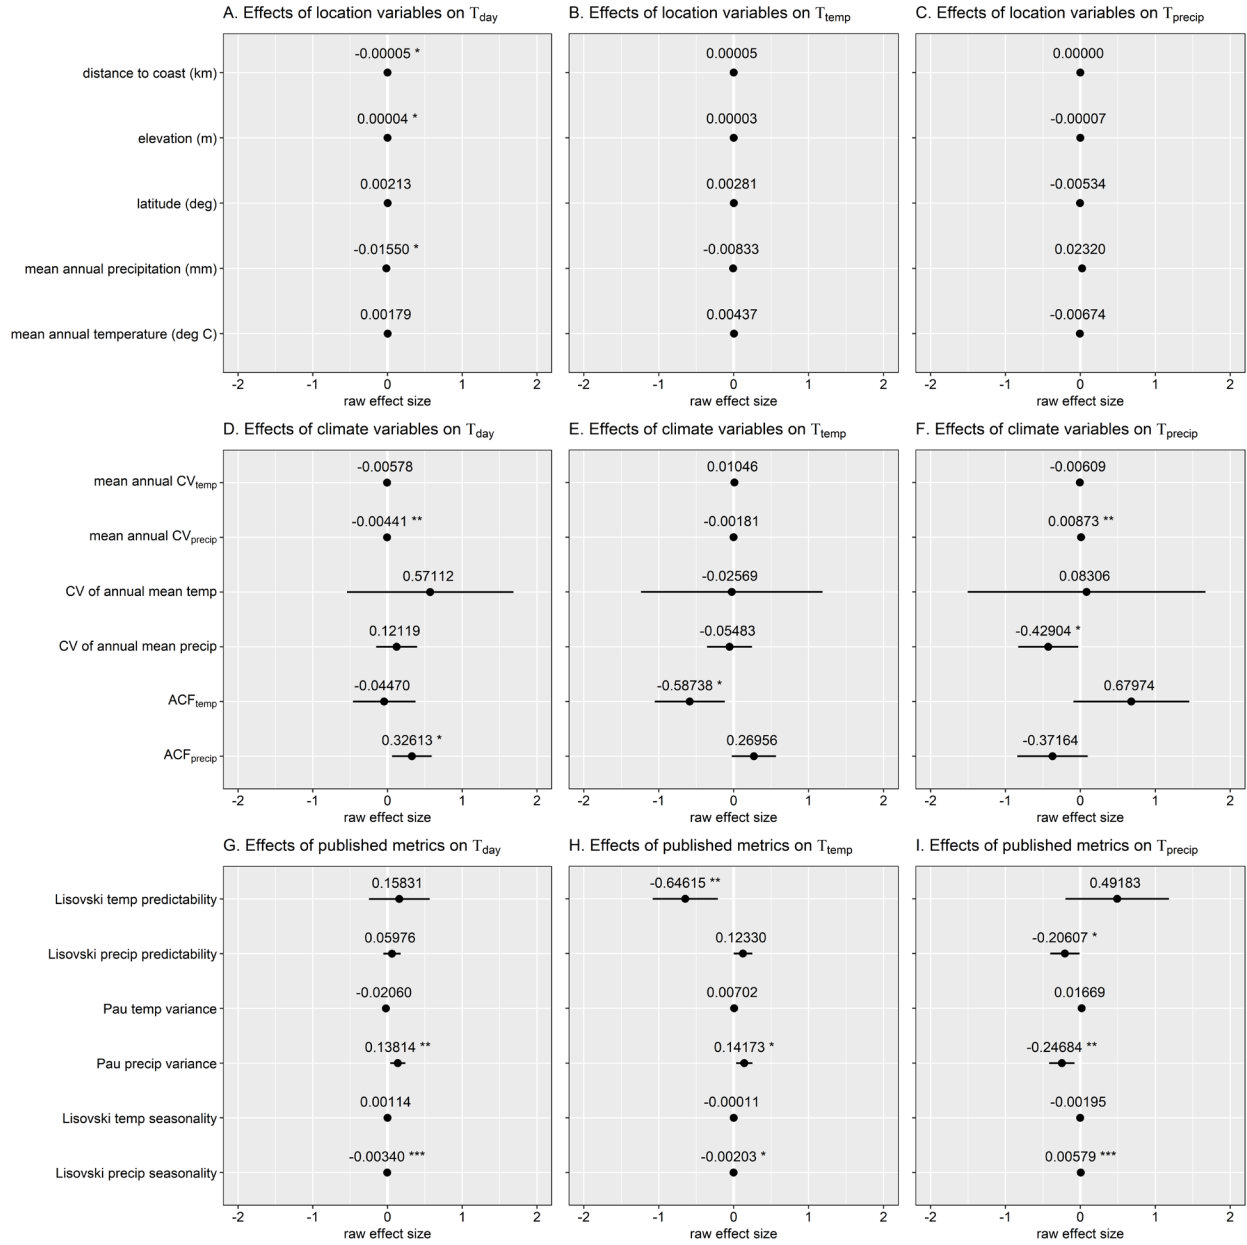 A. Effects of location variables on Tday
B. Effects of location variables on Ttemp
C. Effects of location variables on Tprecip
distance to coast (km)
-0.00005 *
0.00005
0.00000
elevation (m)
0.00004 *
0.00003
-0.00007
latitude (deg)
0.00213
0.00281
-0.00534
mean annual precipitation (mm)
-0.01550 *
-0.00833
0.02320
mean annual temperature (deg C)
0.00179
0.00437
-0.00674
-2 -1 0 1 2
-2 -1 0 1 2
-2 -1 0 1 2
raw effect size
raw effect size
raw effect size
D. Effects of climate variables on Tday
E. Effects of climate variables on Ttemp
F. Effects of climate variables on Tprecip
mean annual CVtemp
-0.00578
0.01046
-0.00609
mean annual CVprecip
-0.00441 **
-0.00181
0.00873 **
CV of annual mean temp
0.57112
-0.02569
0.08306
CV of annual mean precip
0.12119
-0.05483
-0.42904 *
ACFtemp
-0.04470
-0.58738 *
0.67974
ACFprecip
0.32613 *
0.26956
-0.37164
-2 -1 0 1 2
-2 -1 0 1 2
-2 -1 0 1 2
raw effect size
raw effect size
raw effect size
G. Effects of published metrics on Tday
H. Effects of published metrics on Ttemp
I. Effects of published metrics on Tprecip
Lisovski temp predictability
0.15831
-0.64615 **
0.49183
Lisovski precip predictability
0.05976
0.12330
-0.20607 *
Pau temp variance
-0.02060
0.00702
0.01669
Pau precip variance
0.13814 **
0.14173 *
-0.24684 **
Lisovski temp seasonality
0.00114
-0.00011
-0.00195
Lisovski precip seasonality
-0.00340 ***
-0.00203 *
0.00579 ***
-2 -1 0 1 2
-2 -1 0 1 2
-2 -1 0 1 2
raw effect size
raw effect size
raw effect size